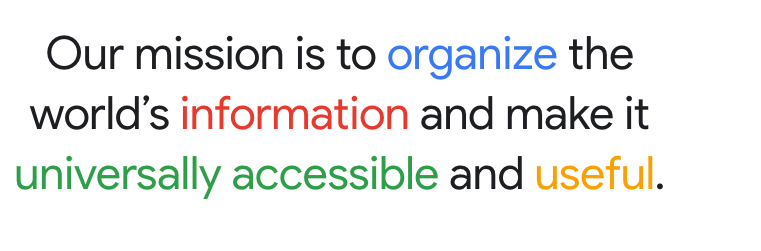 Our mission is to organize the
world’s information and make it
universally accessible and useful.